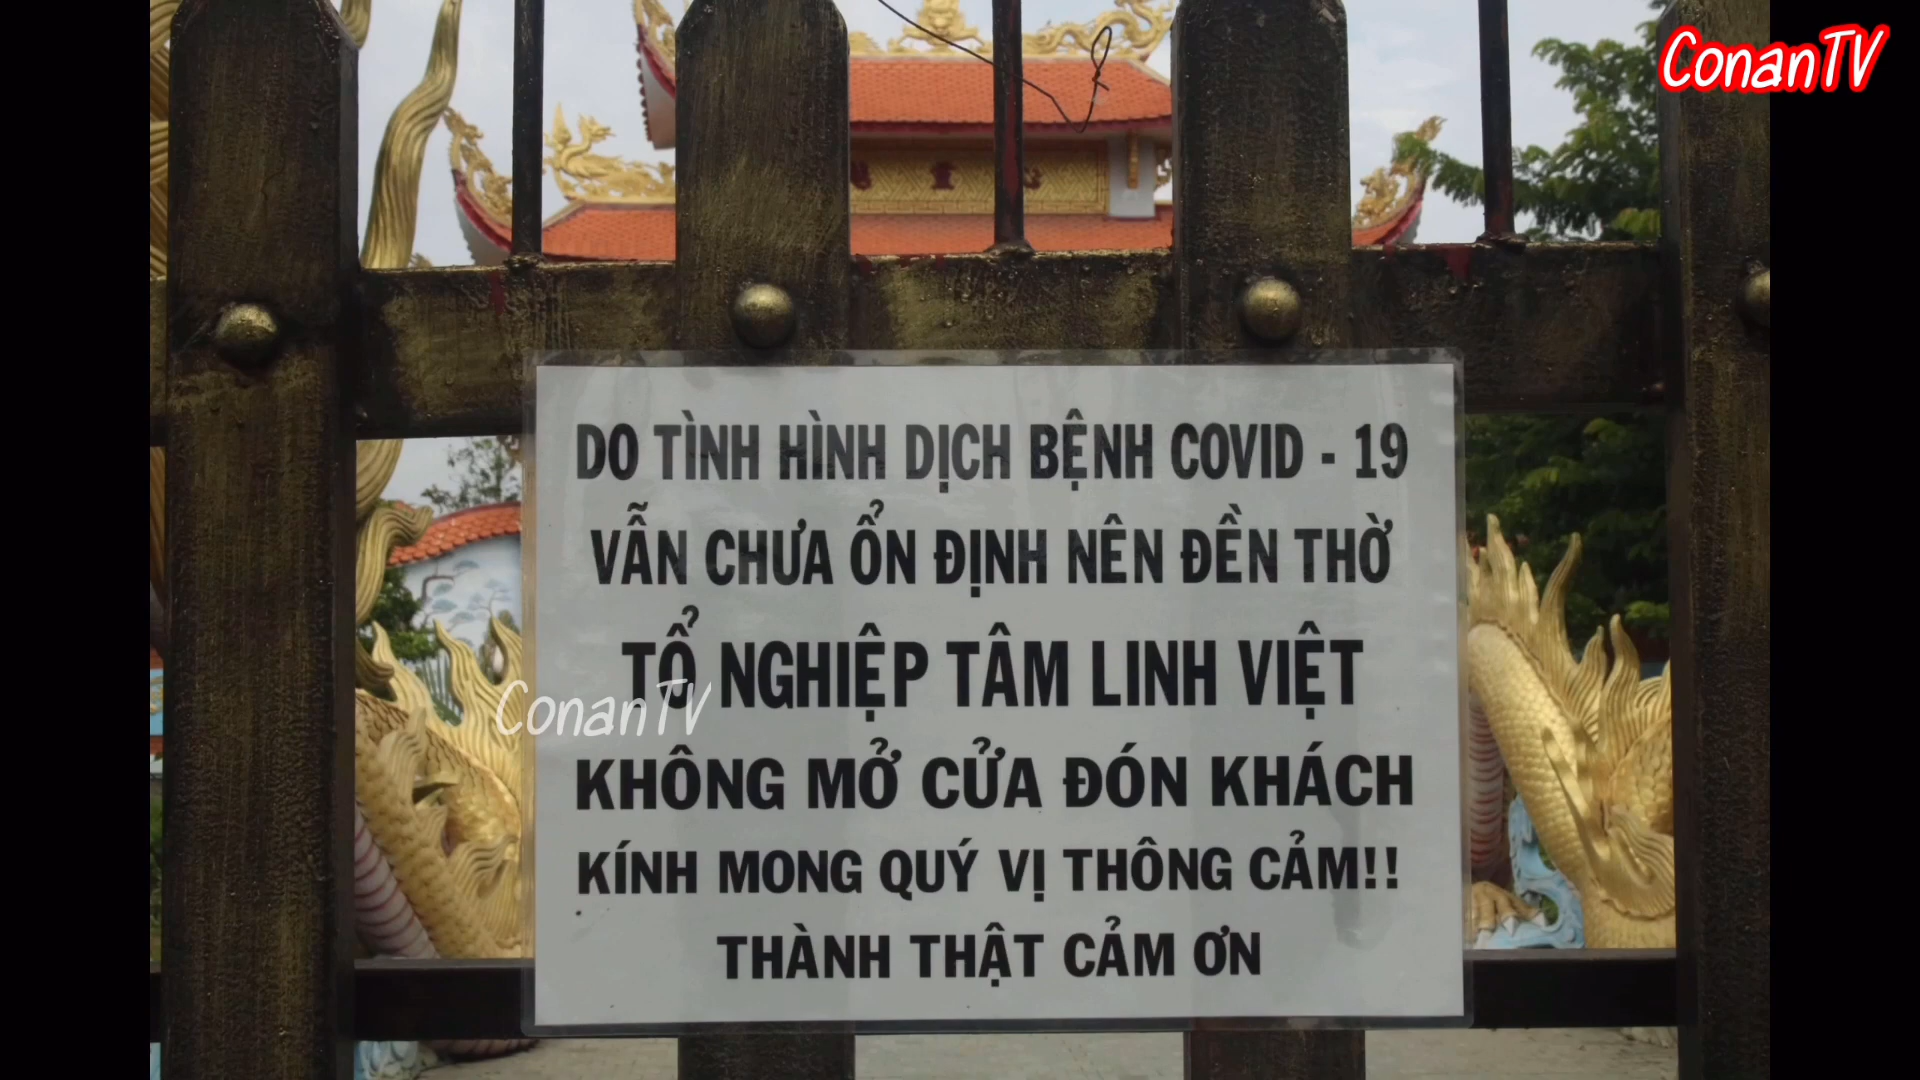 ConanTV
DO TÌNH HÌNH DỊCH BỆNH COVID - 19
VẪN CHƯA ỔN ĐỊNH NÊN ĐỀN THỜ
TỔ NGHIỆP TÂM LINH VIỆT
ConanTV
KHÔNG MỞ CỬA ĐÓN KHÁCH
KÍNH MONG QUÝ VỊ THÔNG CẢM!!
THÀNH THẬT CẢM ƠN